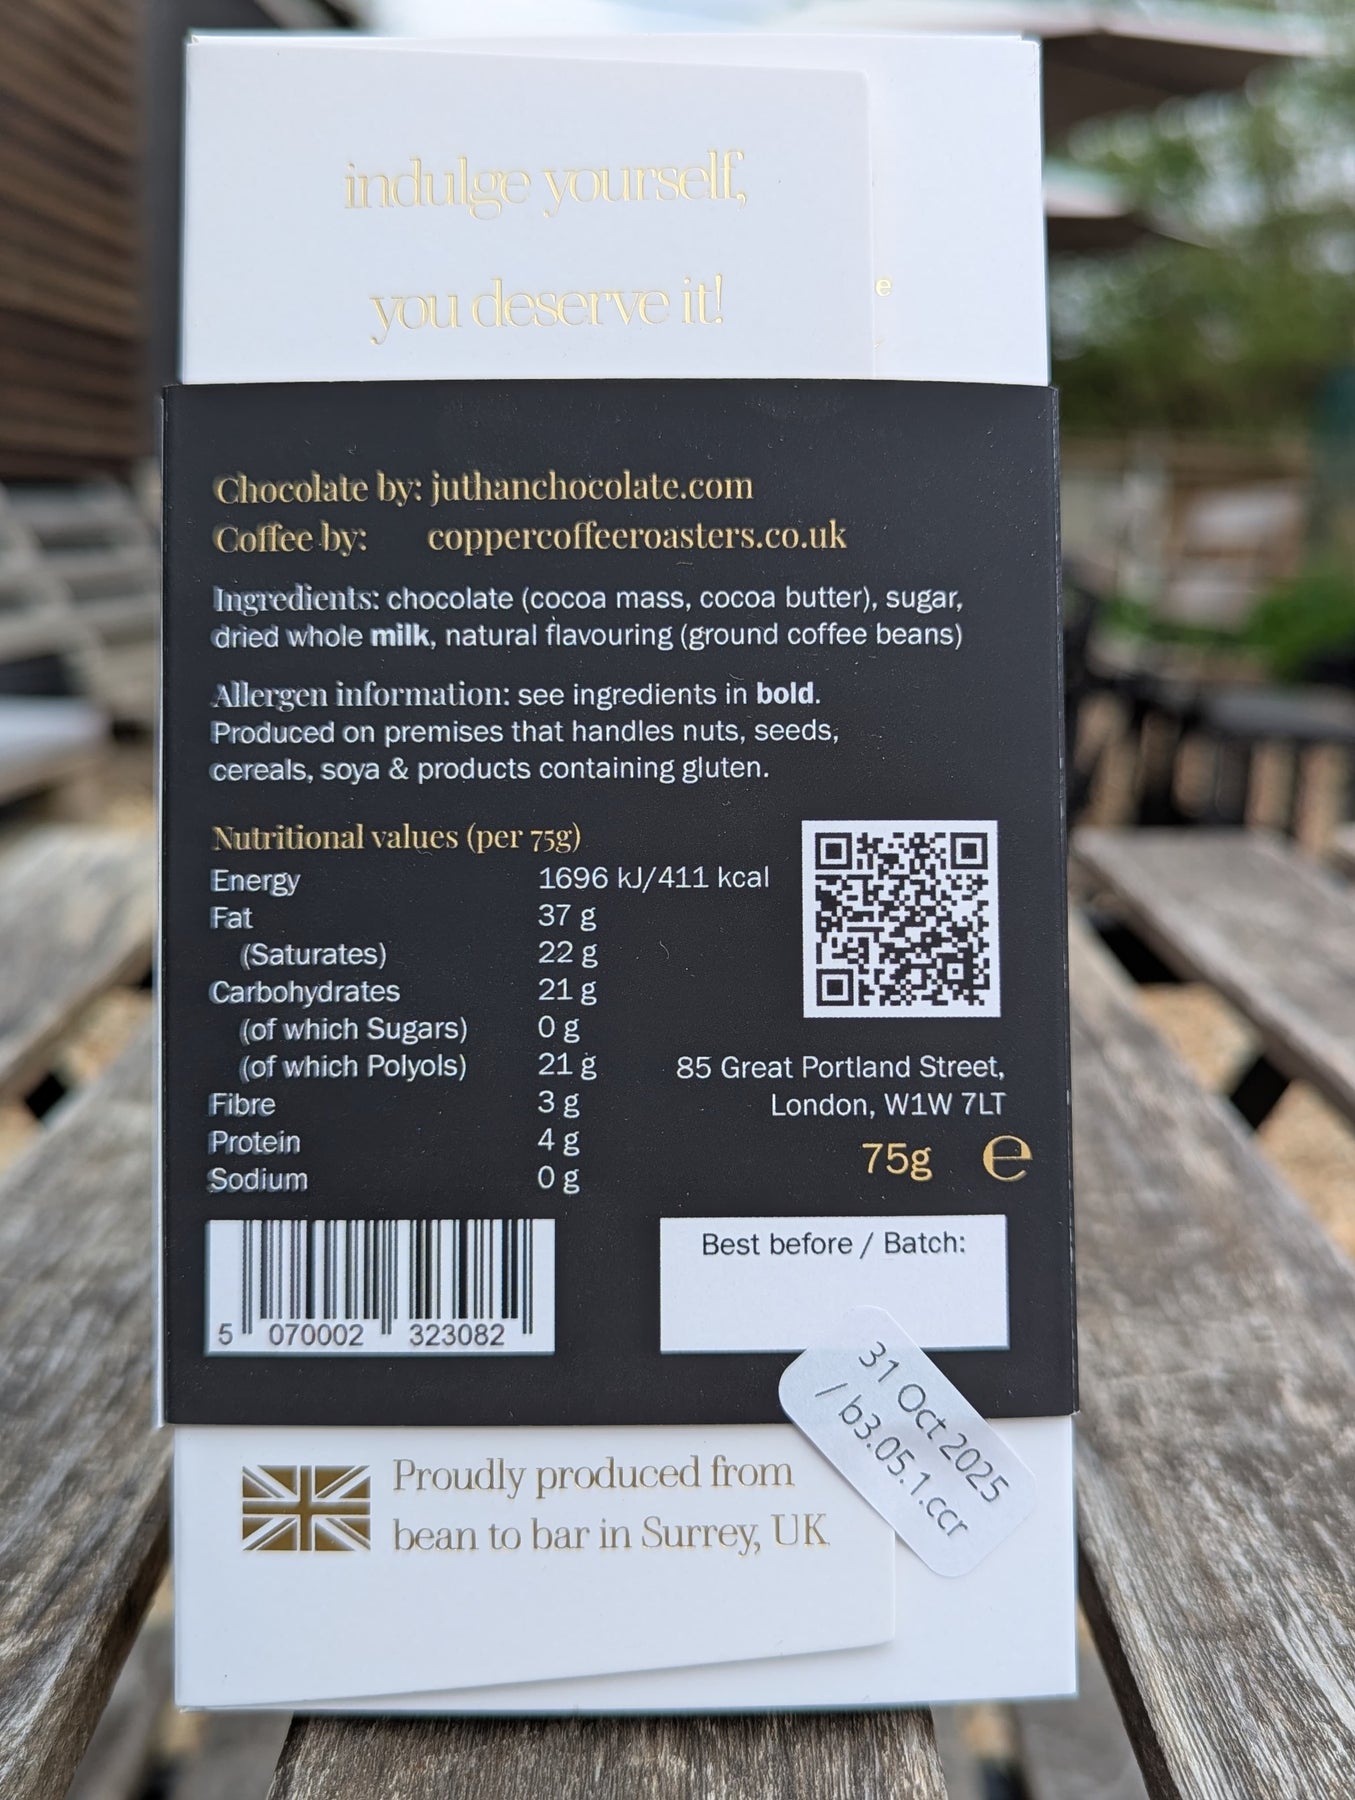 indulge yourself,
you deserve it!
e
Chocolate by: juthanchocolate.com
Coffee by: coppercoffeeroasters.co.uk
Ingredients: chocolate (cocoa mass, cocoa butter), sugar,
dried whole milk, natural flavouring (ground coffee beans)
Allergen information: see ingredients in bold.
Produced on premises that handles nuts, seeds,
cereals, soya & products containing gluten.
Nutritional values (per 75g)
Energy 1696 kJ/411 kcal
Fat 37 g
(Saturates) 22 g
Carbohydrates 21 g
(of which Sugars) 0 g
(of which Polyols) 21 g
Fibre 3 g
Protein 4 g
Sodium 0 g
85 Great Portland Street,
London, W1W 7LT
75g e
5 070002 323082
Best before / Batch:
31 Oct 2025
/ b3.05.1.ccr
Proudly produced from
bean to bar in Surrey, UK